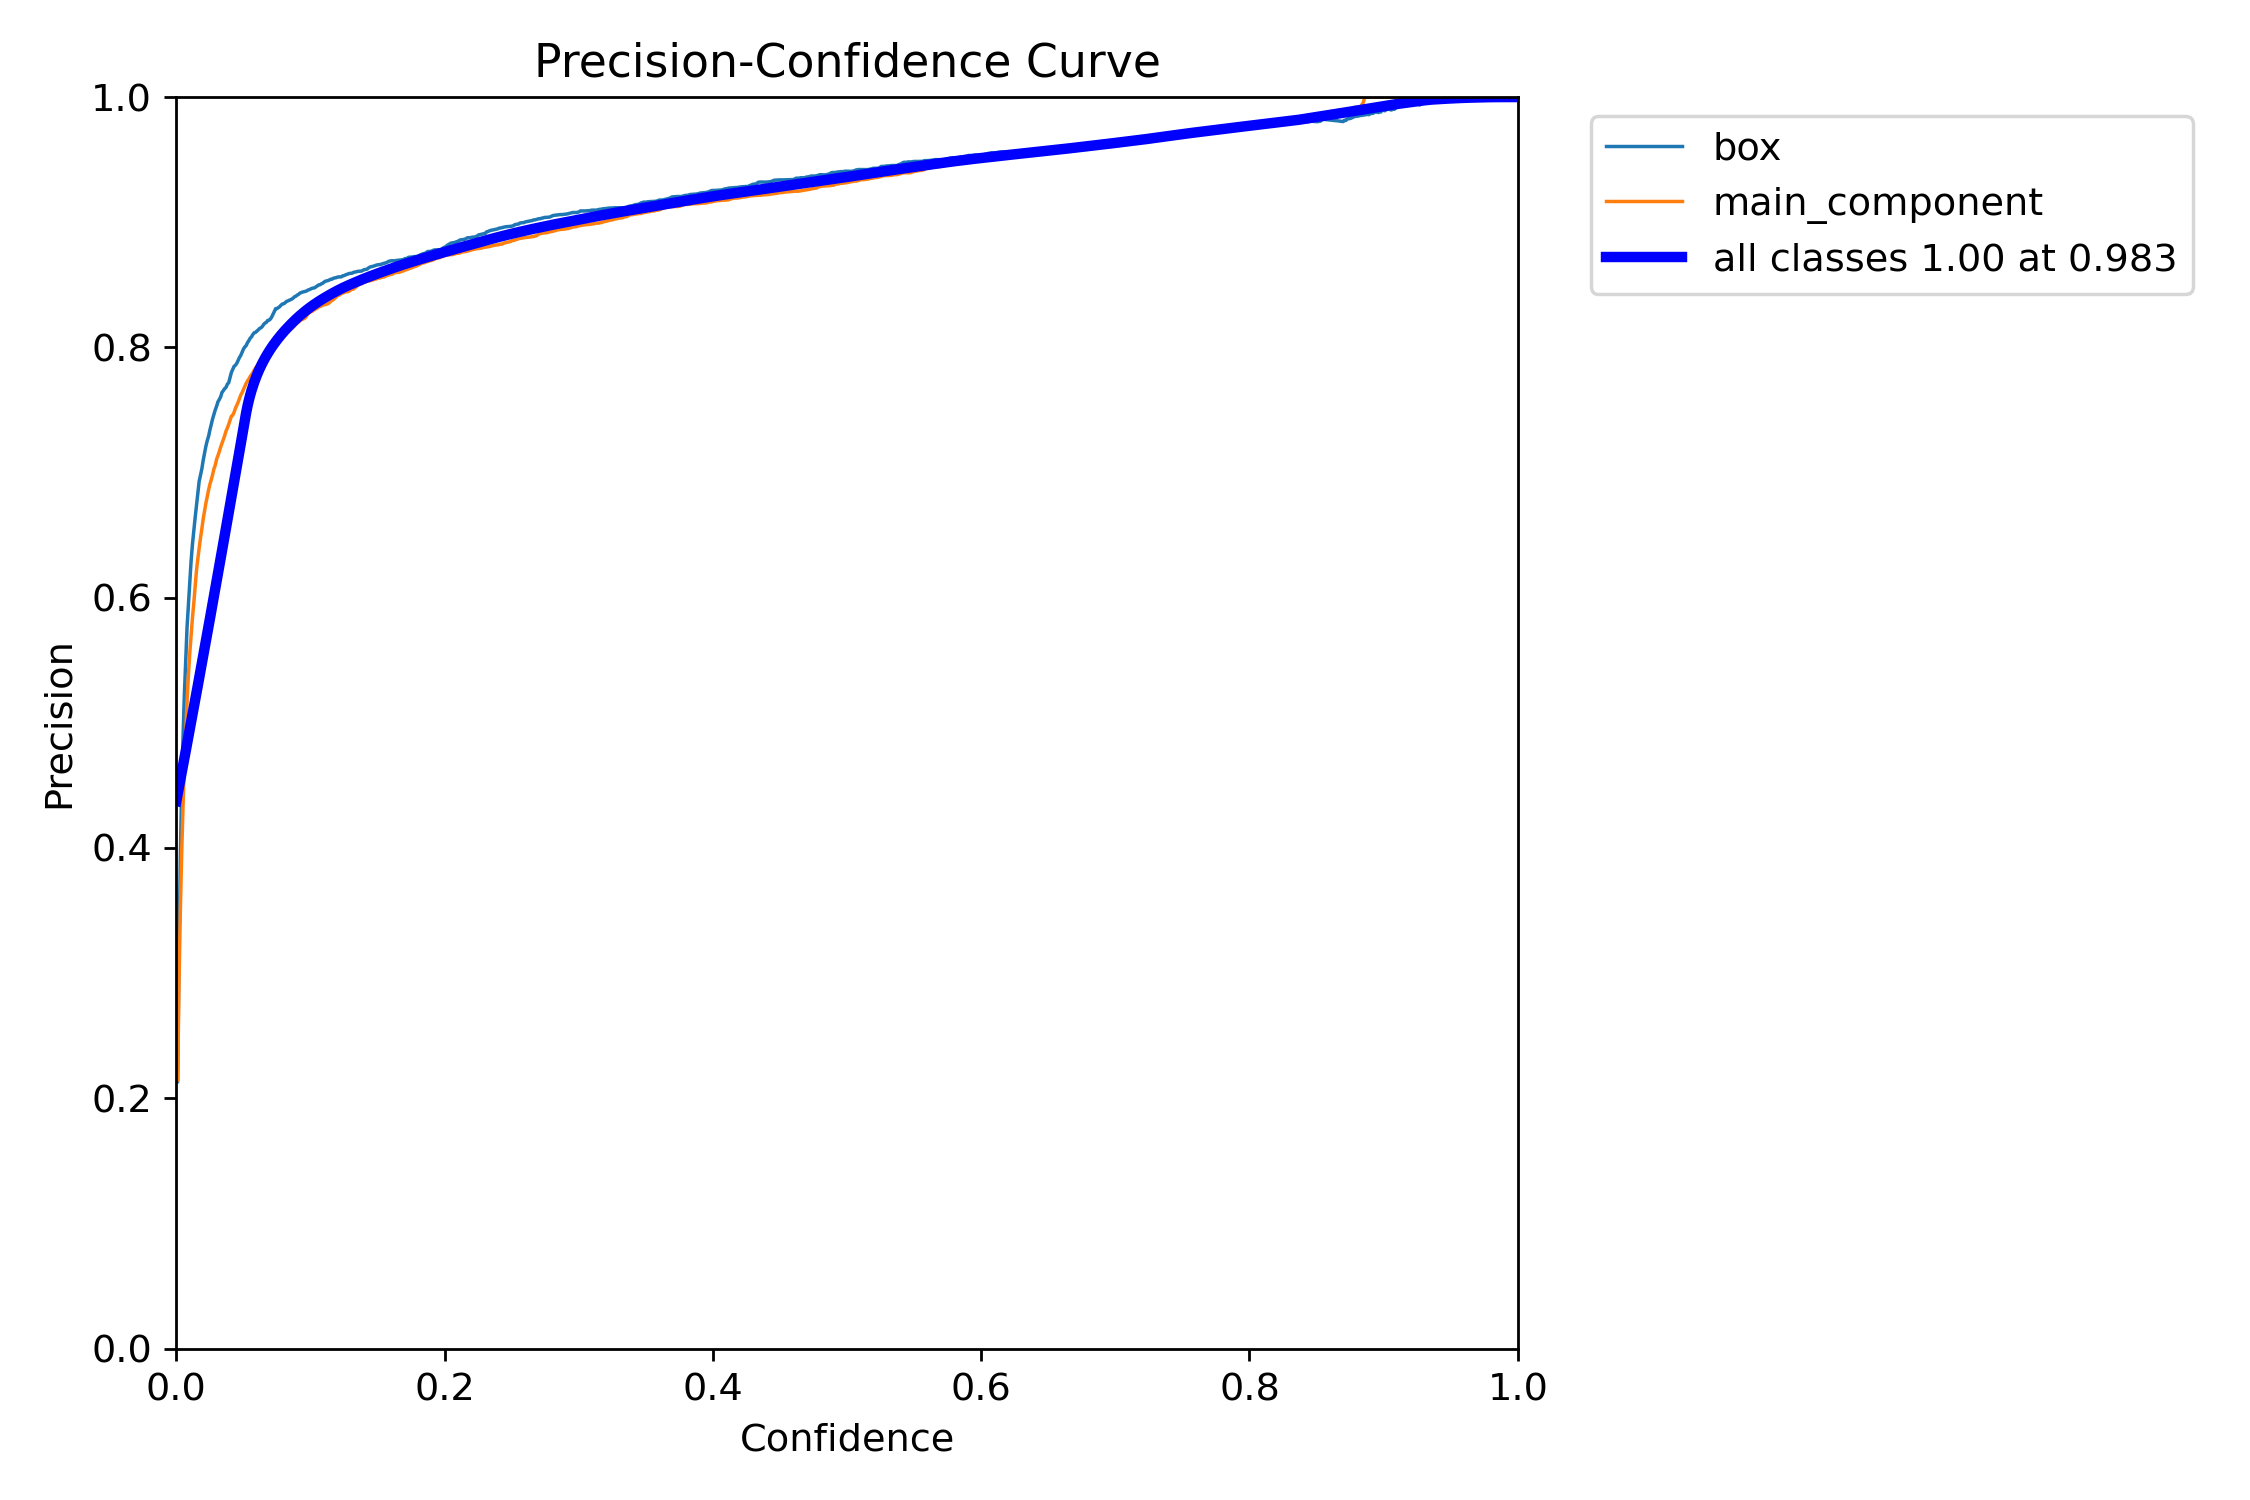 Precision-Confidence Curve
1.0
0.8
0.6
0.4
0.2
0.0
Precision
0.0 0.2 0.4 0.6 0.8 1.0
Confidence
box
main_component
all classes 1.00 at 0.983